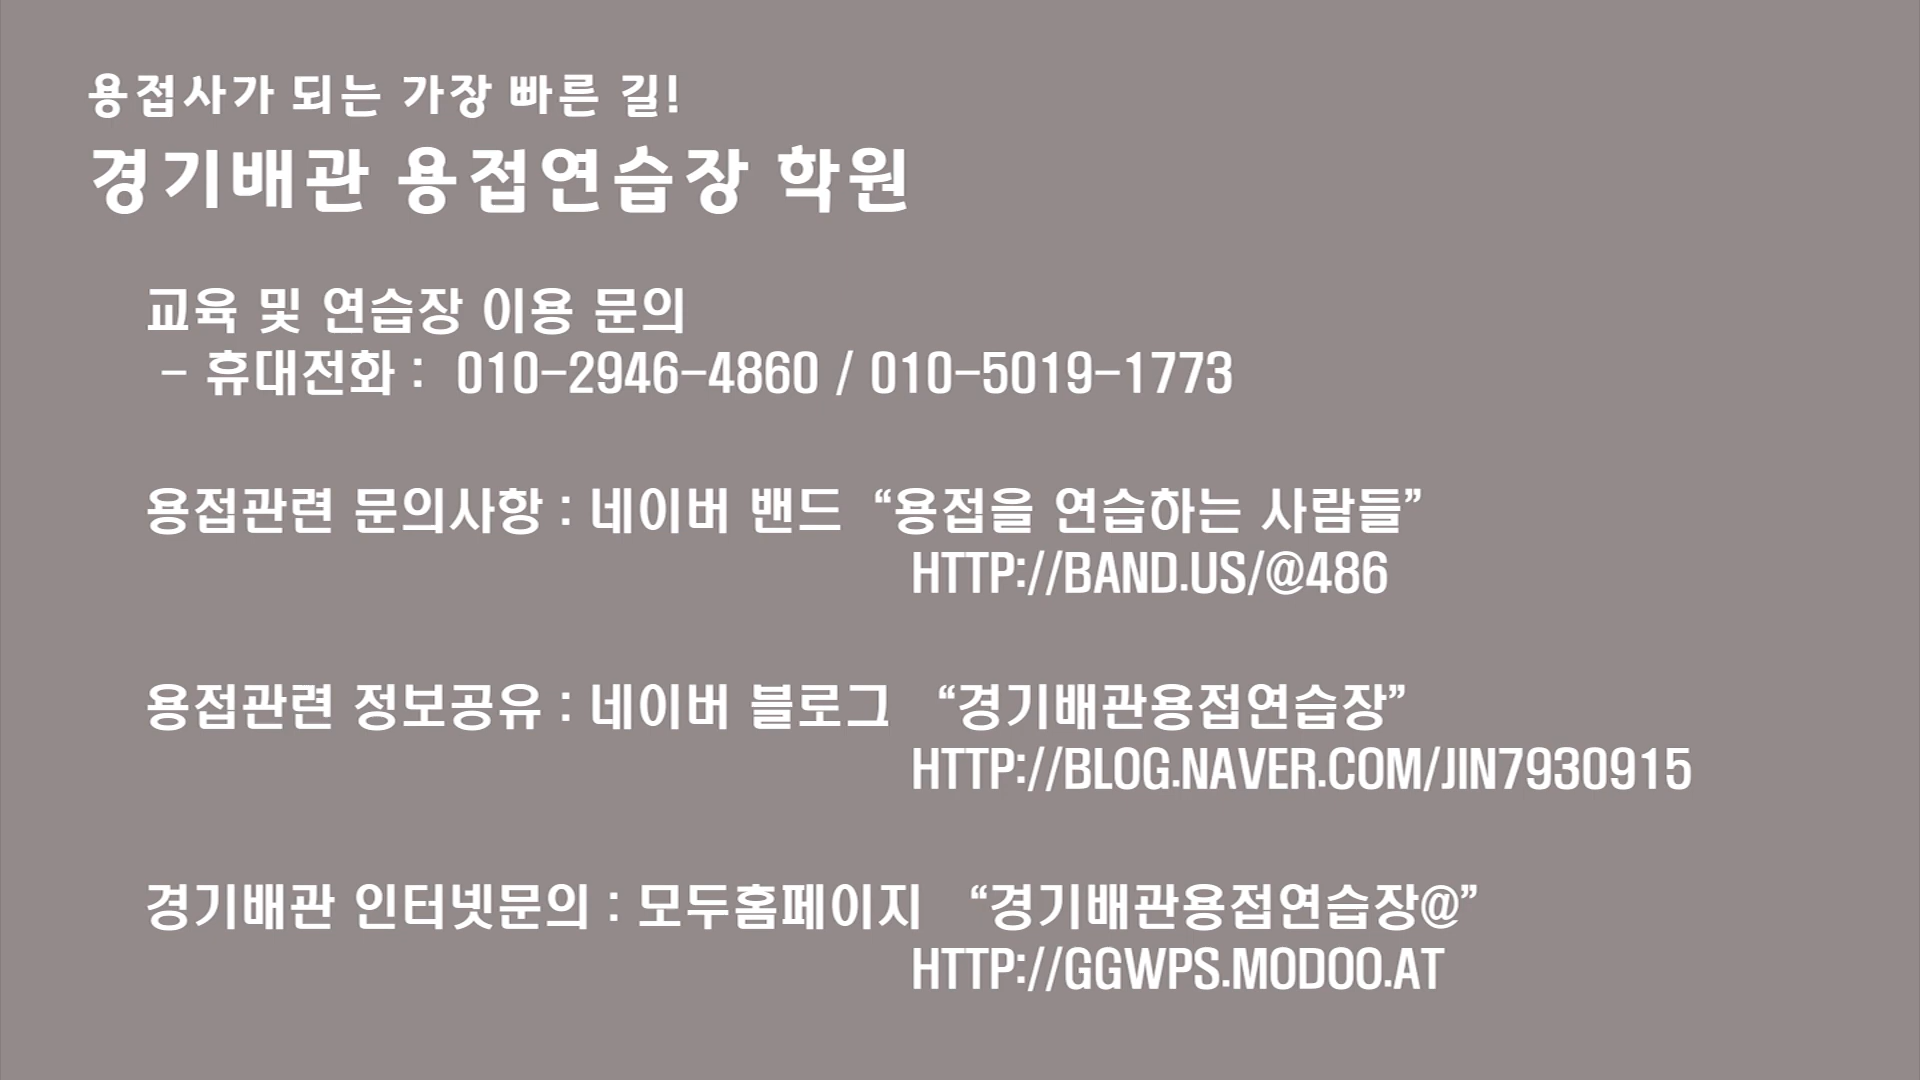 용접사가 되는 가장 빠른 길!
경기배관 용접연습장 학원
교육 및 연습장 이용 문의
- 휴대전화 : 010-2946-4860 / 010-5019-1773
용접관련 문의사항 : 네이버 밴드 “용접을 연습하는 사람들”
HTTP://BAND.US/@486
용접관련 정보공유 : 네이버 블로그 “경기배관용접연습장”
HTTP://BLOG.NAVER.COM/JIN7930915
경기배관 인터넷문의 : 모두홈페이지 “경기배관용접연습장@”
HTTP://GGWPS.MODOO.AT